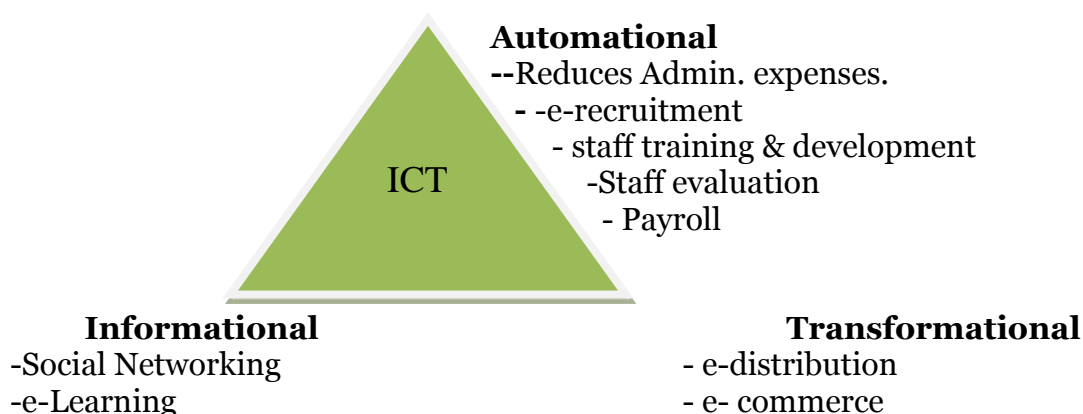 Automational
--Reduces Admin. expenses.
- -e-recruitment
- staff training & development
-Staff evaluation
- Payroll
ICT
Informational
-Social Networking
-e-Learning
Transformational
- e-distribution
- e- commerce